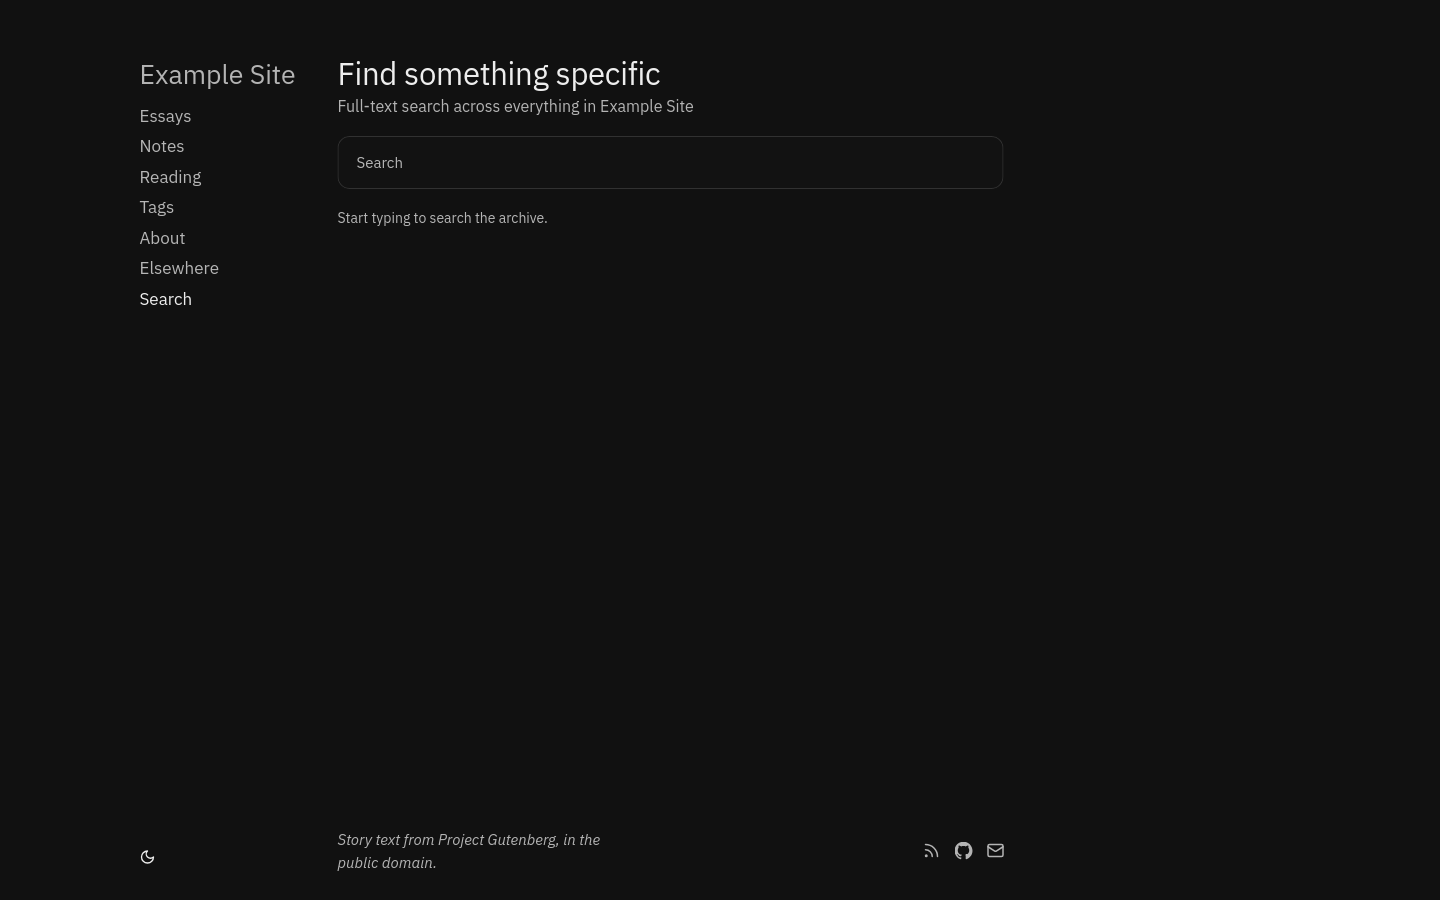 Example Site
Essays
Notes
Reading
Tags
About
Elsewhere
Search
Find something specific
Full-text search across everything in Example Site
Search
Start typing to search the archive.
Story text from Project Gutenberg, in the
public domain.